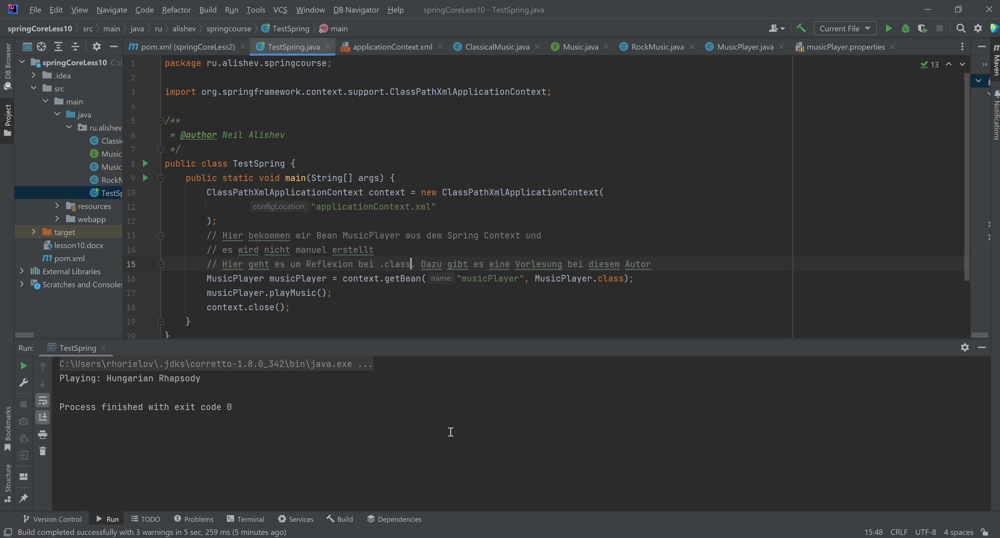 File Edit View Navigate Code Refactor Build Run Tools VCS Window DB Navigator Help springCoreLess10 - TestSpring.java
springCoreLess10 src main java ru alishev springcourse TestSpring main Current File
pom.xml (springCoreLess2) TestSpring.java applicationContext.xml ClassicalMusic.java Music.java RockMusic.java MusicPlayer.java musicPlayer.properties
DB Browser
Project
Bookmarks
Structure
springCoreLess10 C:\
.idea
src
main
java
ru.alishev
Classic
Music
Music
RockM
TestSp
resources
webapp
target
lesson10.docx
pom.xml
External Libraries
Scratches and Consoles
13
1 package ru.alishev.springcourse;
2
3 import org.springframework.context.support.ClassPathXmlApplicationContext;
4
5 /**
6 * @author Neil Alishev
7 */
8 public class TestSpring {
9 public static void main(String[] args) {
10 ClassPathXmlApplicationContext context = new ClassPathXmlApplicationContext(
11 configLocation: "applicationContext.xml"
12 );
13 // Hier bekommen wir Bean MusicPlayer aus dem Spring Context und
14 // es wird nicht manuel erstellt
15 // Hier geht es um Reflexion bei .class. Dazu gibt es eine Vorlesung bei diesem Autor
16 MusicPlayer musicPlayer = context.getBean( name: "musicPlayer", MusicPlayer.class);
17 musicPlayer.playMusic();
18 context.close();
19 }
20 }
Maven
Notifications
Run: TestSpring
C:\Users\rhorielov\.jdks\corretto-1.8.0_342\bin\java.exe ...
Playing: Hungarian Rhapsody
Process finished with exit code 0
Version Control Run TODO Problems Terminal Services Build Dependencies
Build completed successfully with 3 warnings in 5 sec, 259 ms (5 minutes ago) 15:48 CRLF UTF-8 4 spaces